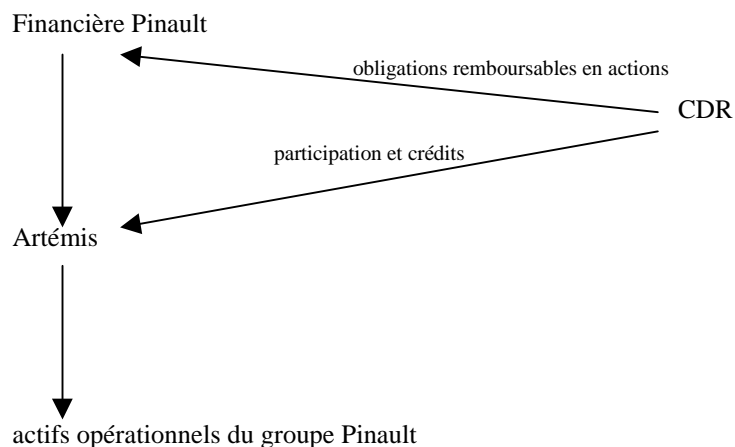 Financière Pinault
obligations remboursables en actions
CDR
participation et crédits
Artémis
actifs opérationnels du groupe Pinault